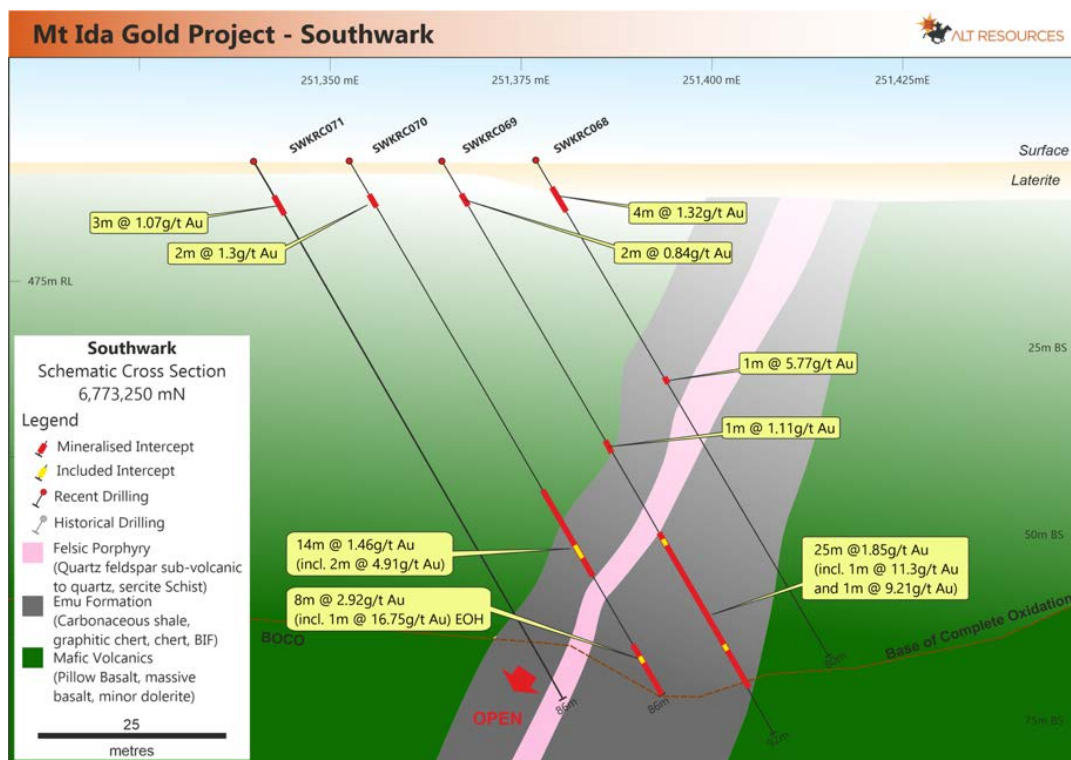 Mt Ida Gold Project - Southwark
ALT RESOURCES
251,350 mE
251,375 mE
251,400 mE
251,425 mE
SWKRC071
SWKRC070
SWKRC069
SWKRC068
Surface
Laterite
3m @ 1.07g/t Au
2m @ 1.3g/t Au
4m @ 1.32g/t Au
2m @ 0.84g/t Au
475m RL
25m BS
1m @ 5.77g/t Au
1m @ 1.11g/t Au
Southwark
Schematic Cross Section
6,773,250 mN
Legend
Mineralised Intercept
Included Intercept
Recent Drilling
Historical Drilling
Felsic Porphyry
(Quartz feldspar sub-volcanic
to quartz, sercite Schist)
Emu Formation
(Carbonaceous shale,
graphitic chert, chert, BIF)
Mafic Volcanics
(Pillow Basalt, massive
basalt, minor dolerite)
25
metres
14m @ 1.46g/t Au
(incl. 2m @ 4.91g/t Au)
8m @ 2.92g/t Au
(incl. 1m @ 16.75g/t Au) EOH
50m BS
25m @1.85g/t Au
(incl. 1m @ 11.3g/t Au
and 1m @ 9.21g/t Au)
BOCO
Base of Complete Oxidation
80m
OPEN
86m
86m
92m
75m BS